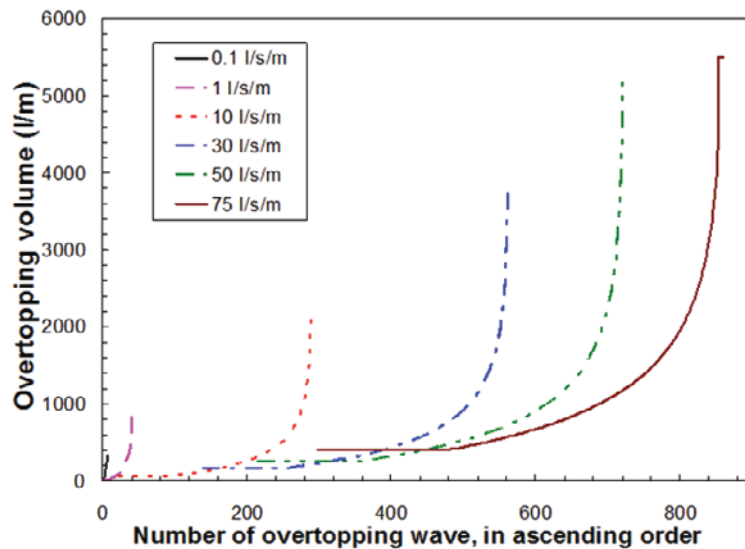 Overtopping volume (l/m)
6000
5000
4000
3000
2000
1000
0
0.1 l/s/m
1 l/s/m
10 l/s/m
30 l/s/m
50 l/s/m
75 l/s/m
0 200 400 600 800
Number of overtopping wave, in ascending order